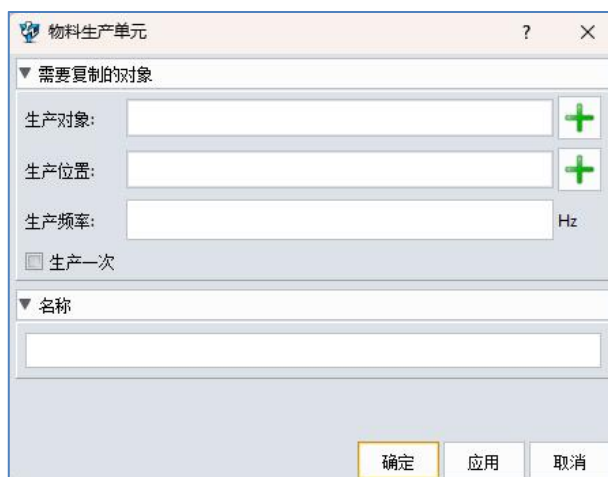 物料生产单元
需要复制的对象
生产对象:
生产位置:
生产频率: Hz
生产一次
名称
确定 应用 取消